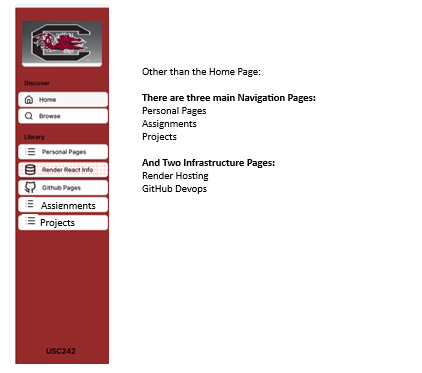 Discover
Home
Browse
Library
Personal Pages
Render React Info
Github Pages
Assignments
Projects
USC242
Other than the Home Page:
There are three main Navigation Pages:
Personal Pages
Assignments
Projects
And Two Infrastructure Pages:
Render Hosting
GitHub Devops